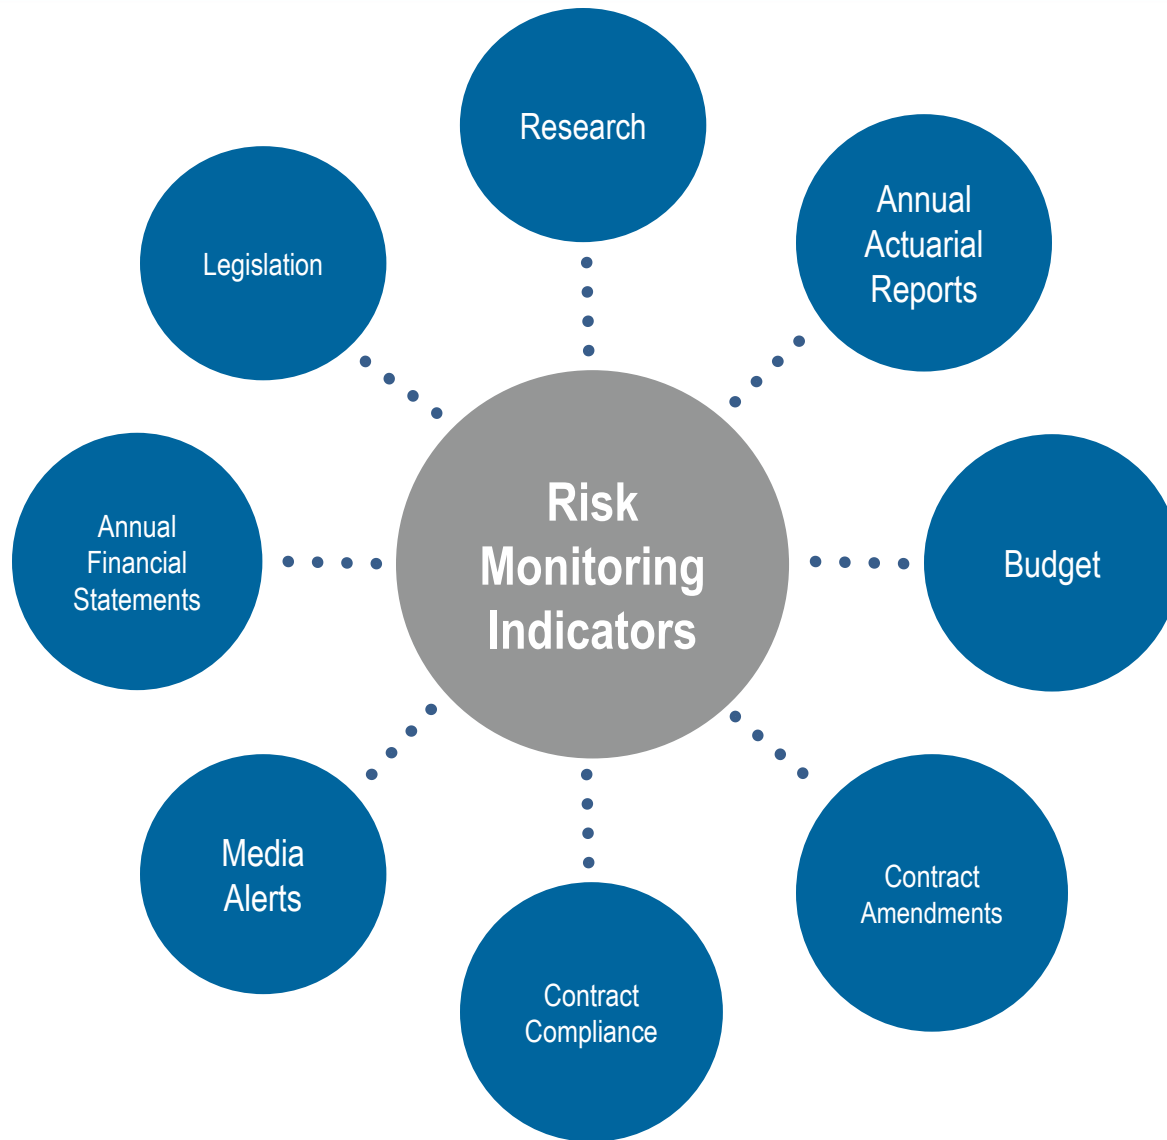 Research
Annual
Actuarial
Reports
Legislation
Risk
Monitoring
Indicators
Annual
Financial
Statements
Budget
Media
Alerts
Contract
Amendments
Contract
Compliance